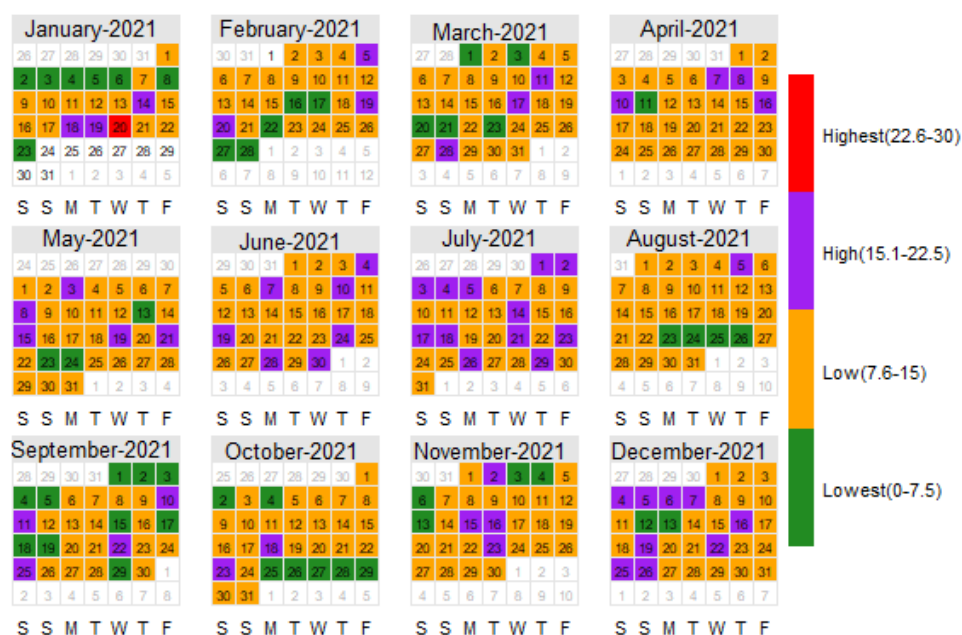 January-2021
26 27 28 29 30 31 1
2 3 4 5 6 7 8
9 10 11 12 13 14 15
16 17 18 19 20 21 22
23 24 25 26 27 28 29
30 31 1 2 3 4 5
S S M T W T F
February-2021
30 31 1 2 3 4 5
6 7 8 9 10 11 12
13 14 15 16 17 18 19
20 21 22 23 24 25 26
27 28 1 2 3 4 5
6 7 8 9 10 11 12
S S M T W T F
March-2021
27 28 1 2 3 4 5
6 7 8 9 10 11 12
13 14 15 16 17 18 19
20 21 22 23 24 25 26
27 28 29 30 31 1 2
3 4 5 6 7 8 9
S S M T W T F
April-2021
27 28 29 30 31 1 2
3 4 5 6 7 8 9
10 11 12 13 14 15 16
17 18 19 20 21 22 23
24 25 26 27 28 29 30
1 2 3 4 5 6 7
S S M T W T F
May-2021
24 25 26 27 28 29 30
1 2 3 4 5 6 7
8 9 10 11 12 13 14
15 16 17 18 19 20 21
22 23 24 25 26 27 28
29 30 31 1 2 3 4
S S M T W T F
June-2021
29 30 31 1 2 3 4
5 6 7 8 9 10 11
12 13 14 15 16 17 18
19 20 21 22 23 24 25
26 27 28 29 30 1 2
3 4 5 6 7 8 9
S S M T W T F
July-2021
26 27 28 29 30 1 2
3 4 5 6 7 8 9
10 11 12 13 14 15 16
17 18 19 20 21 22 23
24 25 26 27 28 29 30
31 1 2 3 4 5 6
S S M T W T F
August-2021
31 1 2 3 4 5 6
7 8 9 10 11 12 13
14 15 16 17 18 19 20
21 22 23 24 25 26 27
28 29 30 31 1 2 3
4 5 6 7 8 9 10
S S M T W T F
September-2021
28 29 30 31 1 2 3
4 5 6 7 8 9 10
11 12 13 14 15 16 17
18 19 20 21 22 23 24
25 26 27 28 29 30 1
2 3 4 5 6 7 8
S S M T W T F
October-2021
25 26 27 28 29 30 1
2 3 4 5 6 7 8
9 10 11 12 13 14 15
16 17 18 19 20 21 22
23 24 25 26 27 28 29
30 31 1 2 3 4 5
S S M T W T F
November-2021
30 31 1 2 3 4 5
6 7 8 9 10 11 12
13 14 15 16 17 18 19
20 21 22 23 24 25 26
27 28 29 30 1 2 3
4 5 6 7 8 9 10
S S M T W T F
December-2021
27 28 29 30 1 2 3
4 5 6 7 8 9 10
11 12 13 14 15 16 17
18 19 20 21 22 23 24
25 26 27 28 29 30 31
1 2 3 4 5 6 7
S S M T W T F
Highest(22.6-30)
High(15.1-22.5)
Low(7.6-15)
Lowest(0-7.5)